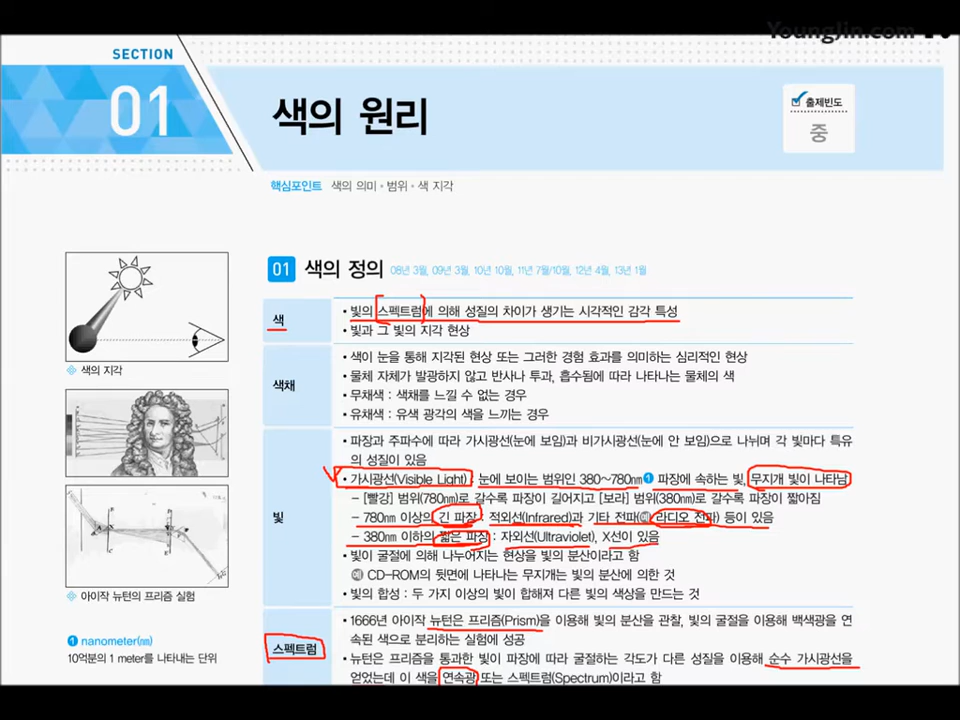 YoungJin.com
SECTION
01
색의 원리
출제빈도
중
핵심포인트 색의 의미 • 범위 • 색 지각
01 색의 정의 08년 3월, 09년 3월, 10년 10월, 11년 7월/10월, 12년 4월, 13년 1월
색의 지각
아이작 뉴턴의 프리즘 실험
1 nanometer(㎚)
10억분의 1 meter를 나타내는 단위
색
• 빛의 스펙트럼에 의해 성질의 차이가 생기는 시각적인 감각 특성
• 빛과 그 빛의 지각 현상
색채
• 색이 눈을 통해 지각된 현상 또는 그러한 경험 효과를 의미하는 심리적인 현상
• 물체 자체가 발광하지 않고 반사나 투과, 흡수됨에 따라 나타나는 물체의 색
• 무채색 : 색채를 느낄 수 없는 경우
• 유채색 : 유색 광각의 색을 느끼는 경우
빛
• 파장과 주파수에 따라 가시광선(눈에 보임)과 비가시광선(눈에 안 보임)으로 나뉘며 각 빛마다 특유
의 성질이 있음
• 가시광선(Visible Light) : 눈에 보이는 범위인 380~780㎚1 파장에 속하는 빛, 무지개 빛이 나타남
– [빨강] 범위(780㎚)로 갈수록 파장이 길어지고 [보라] 범위(380㎚)로 갈수록 파장이 짧아짐
– 780㎚ 이상의 긴 파장 : 적외선(Infrared)과 기타 전파(예 라디오 전파) 등이 있음
– 380㎚ 이하의 짧은 파장 : 자외선(Ultraviolet), X선이 있음
• 빛이 굴절에 의해 나누어지는 현상을 빛의 분산이라고 함
예 CD-ROM의 뒷면에 나타나는 무지개는 빛의 분산에 의한 것
• 빛의 합성 : 두 가지 이상의 빛이 합해져 다른 빛의 색상을 만드는 것
스펙트럼
• 1666년 아이작 뉴턴은 프리즘(Prism)을 이용해 빛의 분산을 관찰, 빛의 굴절을 이용해 백색광을 연
속된 색으로 분리하는 실험에 성공
• 뉴턴은 프리즘을 통과한 빛이 파장에 따라 굴절하는 각도가 다른 성질을 이용해 순수 가시광선을
얻었는데 이 색을 연속광 또는 스펙트럼(Spectrum)이라고 함